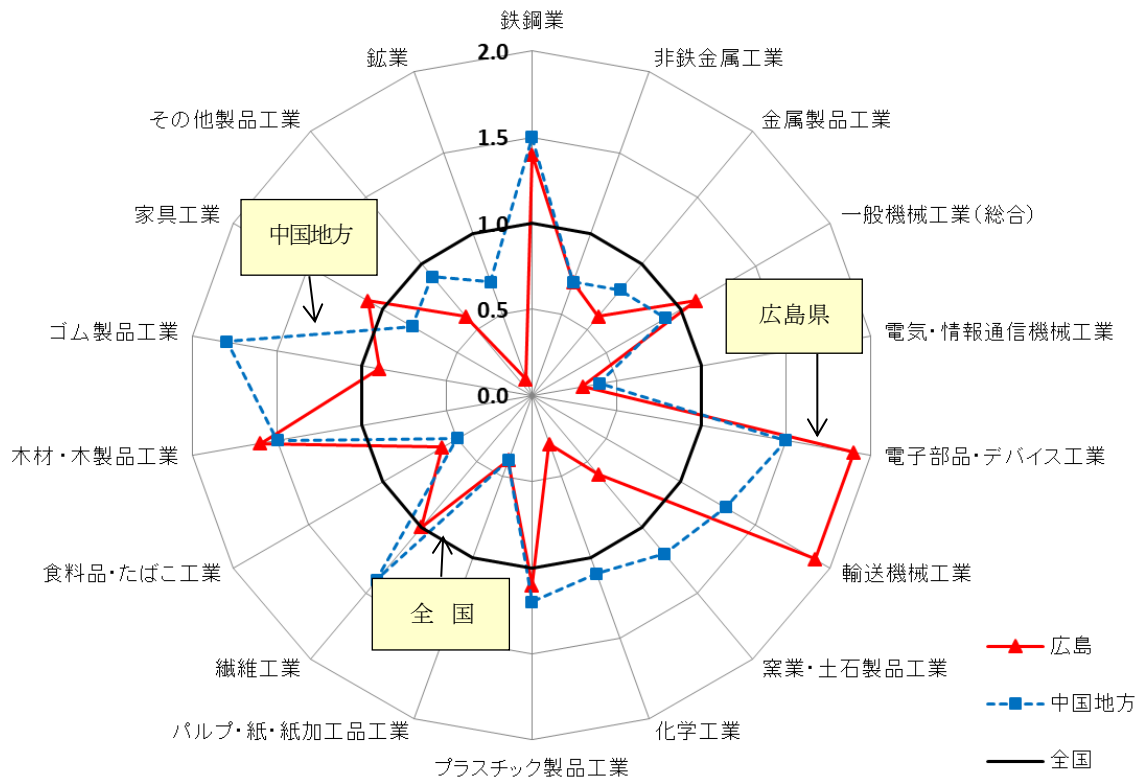 鉄鋼業
非鉄金属工業
金属製品工業
一般機械工業(総合)
電気・情報通信機械工業
電子部品・デバイス工業
輸送機械工業
窯業・土石製品工業
化学工業
プラスチック製品工業
パルプ・紙・紙加工品工業
繊維工業
食料品・たばこ工業
木材・木製品工業
ゴム製品工業
家具工業
その他製品工業
鉱業
2.0
1.5
1.0
0.5
0.0
中国地方
広島県
全 国
広島
中国地方
全国